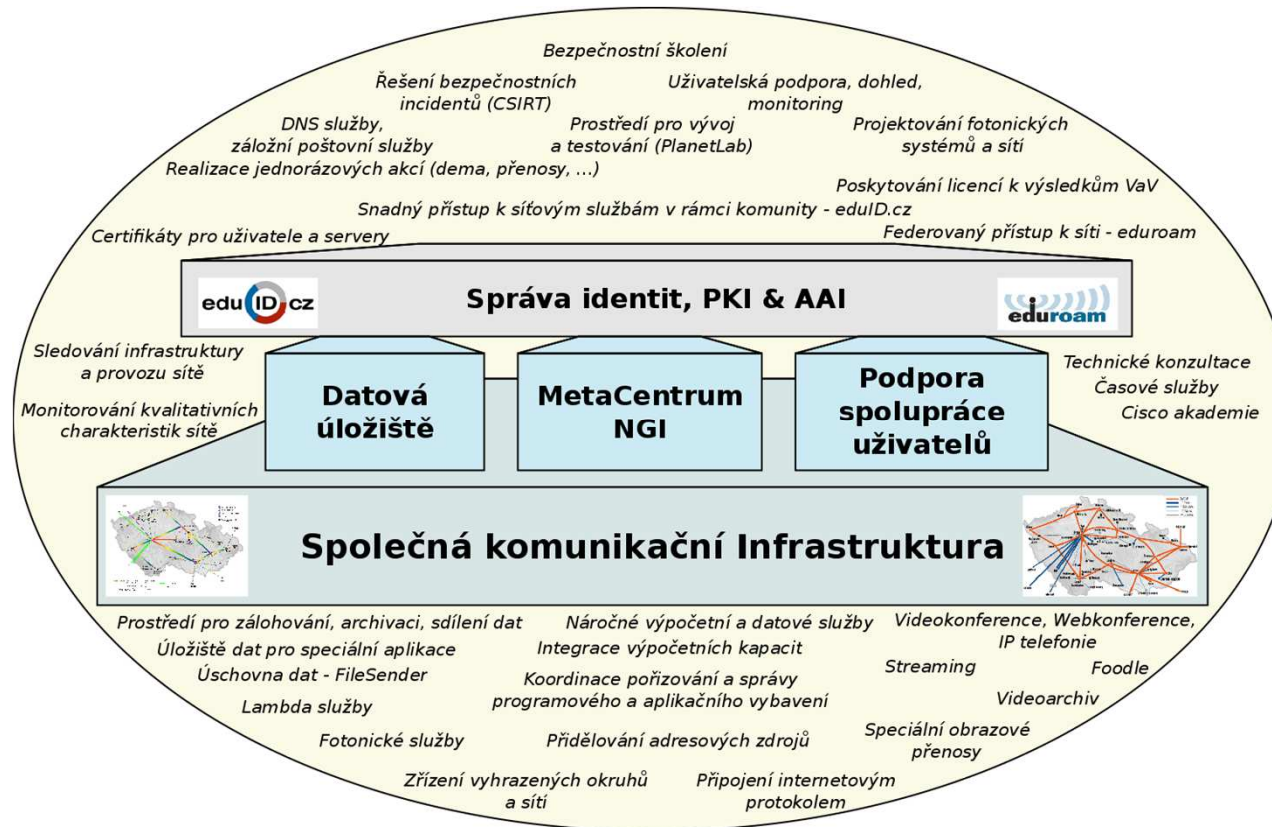 Bezpečnostní školení
Řešení bezpečnostních
incidentů (CSIRT)
Uživatelská podpora, dohled,
monitoring
DNS služby,
záložní poštovní služby
Prostředí pro vývoj
a testování (PlanetLab)
Projektování fotonických
systémů a sítí
Realizace jednorázových akcí (dema, přenosy, ...)
Poskytování licencí k výsledkům VaV
Snadný přístup k síťovým službám v rámci komunity - eduID.cz
Certifikáty pro uživatele a servery
Federovaný přístup k síti - eduroam
edu ID cz
Správa identit, PKI & AAI
eduroam
Sledování infrastruktury
a provozu sítě
Monitorování kvalitativních
charakteristik sítě
Datová
úložiště
MetaCentrum
NGI
Podpora
spolupráce
uživatelů
Technické konzultace
Časové služby
Cisco akademie
Společná komunikační Infrastruktura
Prostředí pro zálohování, archivaci, sdílení dat
Náročné výpočetní a datové služby
Videokonference, Webkonference,
IP telefonie
Úložiště dat pro speciální aplikace
Integrace výpočetních kapacit
Streaming
Foodle
Úschovna dat - FileSender
Koordinace pořizování a správy
programového a aplikačního vybavení
Videoarchiv
Lambda služby
Fotonické služby
Přidělování adresových zdrojů
Speciální obrazové
přenosy
Zřízení vyhrazených okruhů
a sítí
Připojení internetovým
protokolem